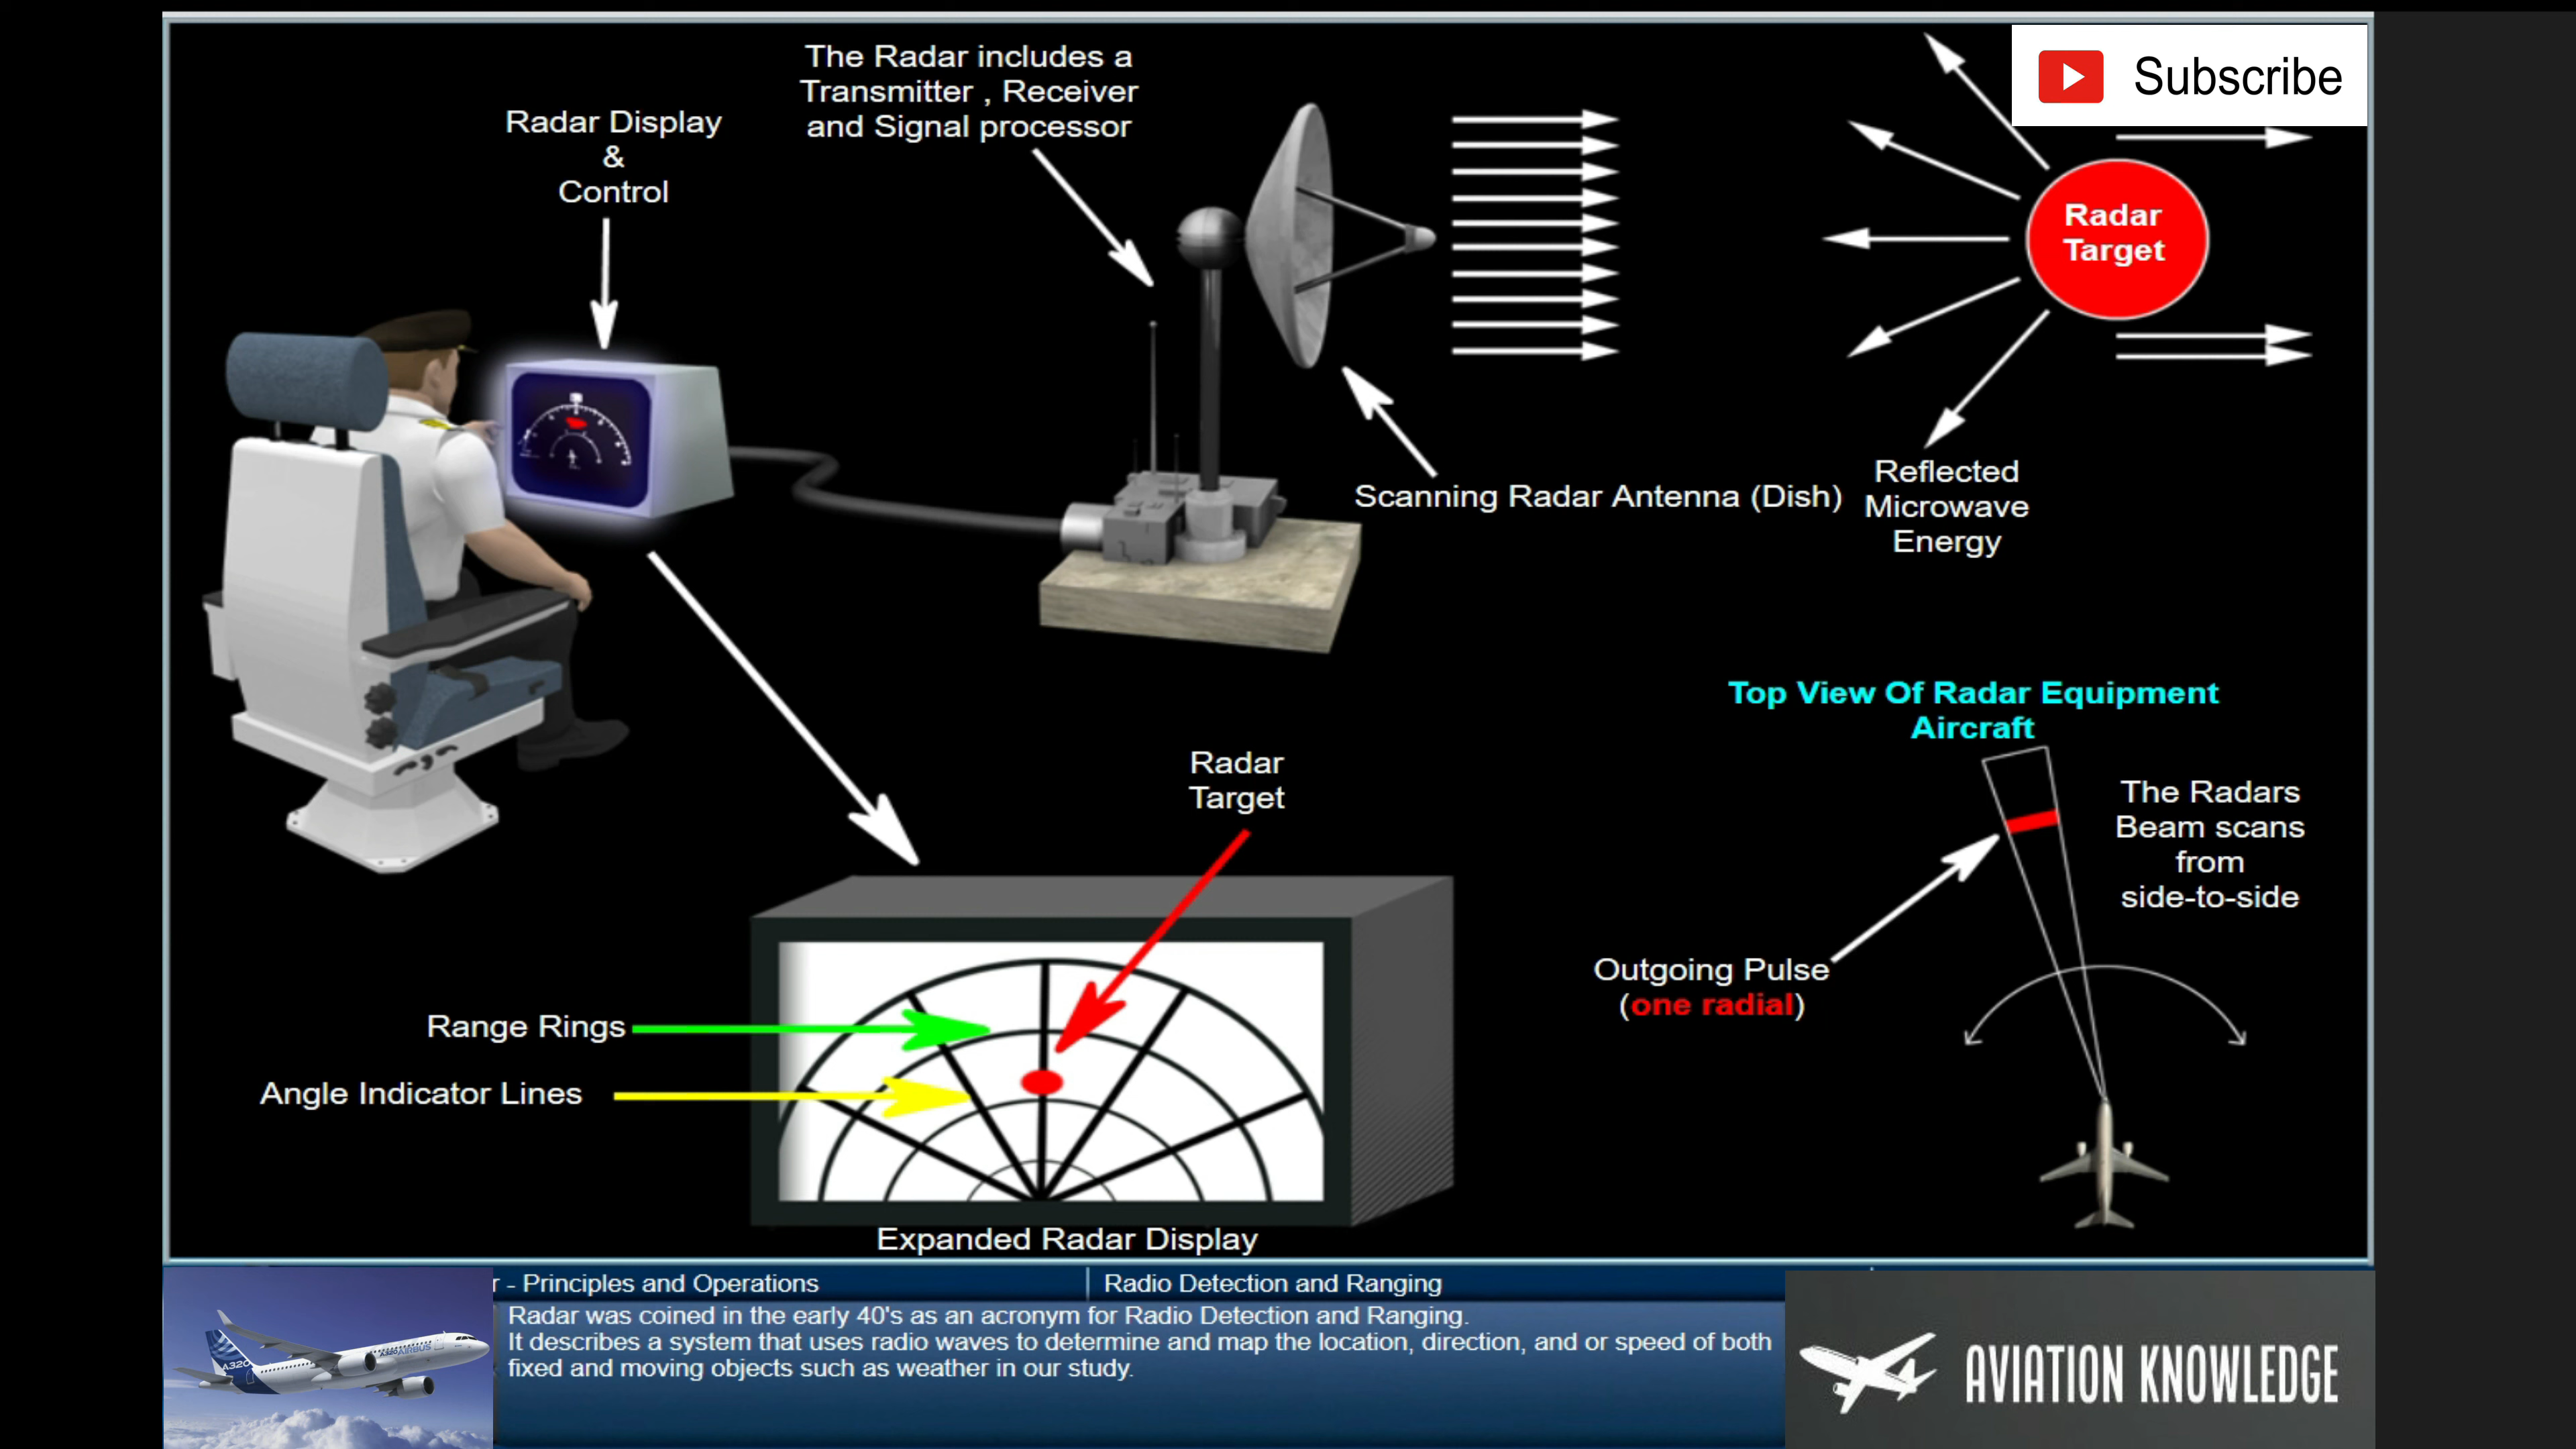 The Radar includes a
Transmitter , Receiver
and Signal processor
Subscribe
Radar Display
&
Control
Radar
Target
Scanning Radar Antenna (Dish)
Reflected
Microwave
Energy
Top View Of Radar Equipment
Aircraft
Radar
Target
The Radars
Beam scans
from
side-to-side
Outgoing Pulse
(one radial)
Range Rings
Angle Indicator Lines
Expanded Radar Display
r - Principles and Operations
Radio Detection and Ranging
Radar was coined in the early 40's as an acronym for Radio Detection and Ranging.
It describes a system that uses radio waves to determine and map the location, direction, and or speed of both
fixed and moving objects such as weather in our study.
A320
A320 AIRBUS
AVIATION KNOWLEDGE